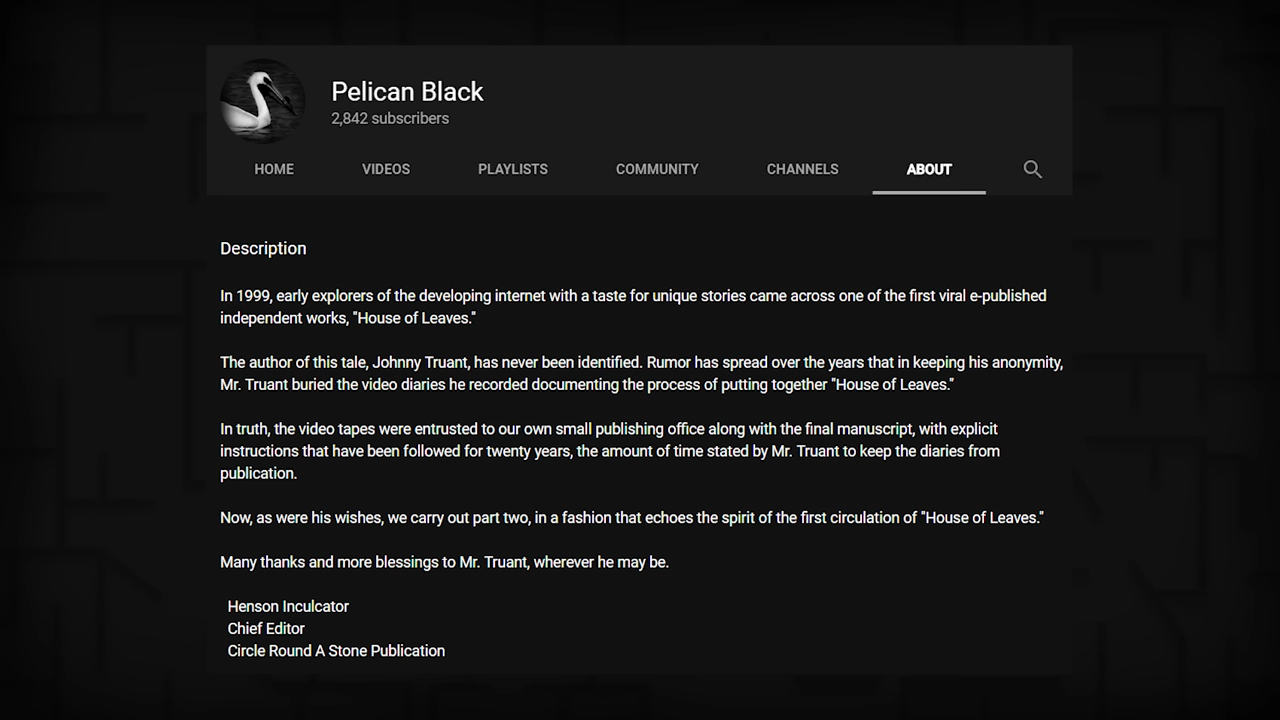 Pelican Black
2,842 subscribers
HOME VIDEOS PLAYLISTS COMMUNITY CHANNELS ABOUT
Description
In 1999, early explorers of the developing internet with a taste for unique stories came across one of the first viral e-published
independent works, "House of Leaves."
The author of this tale, Johnny Truant, has never been identified. Rumor has spread over the years that in keeping his anonymity,
Mr. Truant buried the video diaries he recorded documenting the process of putting together "House of Leaves."
In truth, the video tapes were entrusted to our own small publishing office along with the final manuscript, with explicit
instructions that have been followed for twenty years, the amount of time stated by Mr. Truant to keep the diaries from
publication.
Now, as were his wishes, we carry out part two, in a fashion that echoes the spirit of the first circulation of "House of Leaves."
Many thanks and more blessings to Mr. Truant, wherever he may be.
Henson Inculcator
Chief Editor
Circle Round A Stone Publication